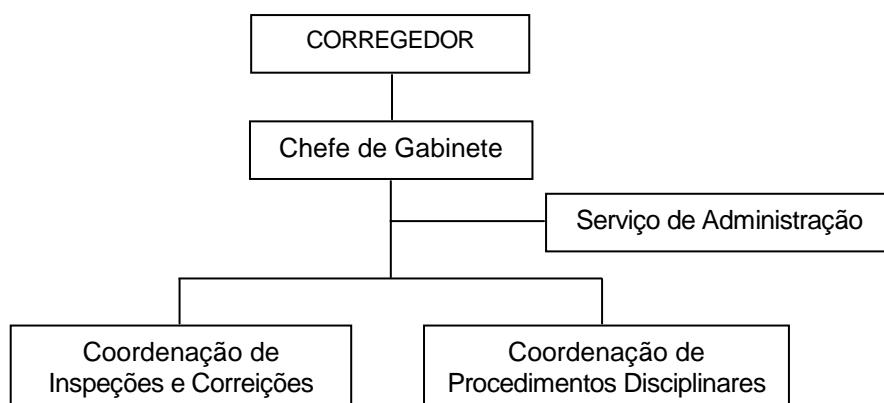 CORREGEDOR
Chefe de Gabinete
Serviço de Administração
Coordenação de
Inspeções e Correições
Coordenação de
Procedimentos Disciplinares